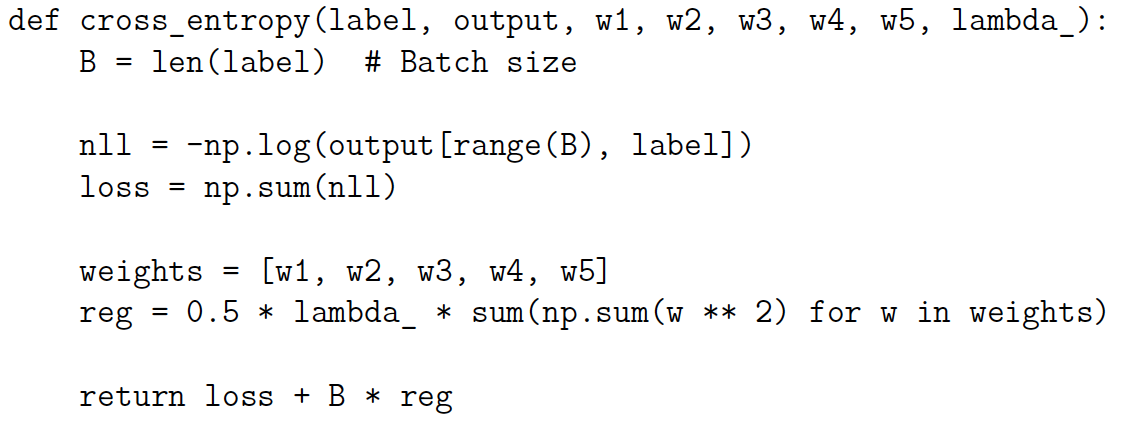 def cross_entropy(label, output, w1, w2, w3, w4, w5, lambda_):
    B = len(label)  # Batch size

    nll = -np.log(output[range(B), label])
    loss = np.sum(nll)

    weights = [w1, w2, w3, w4, w5]
    reg = 0.5 * lambda_ * sum(np.sum(w ** 2) for w in weights)

    return loss + B * reg